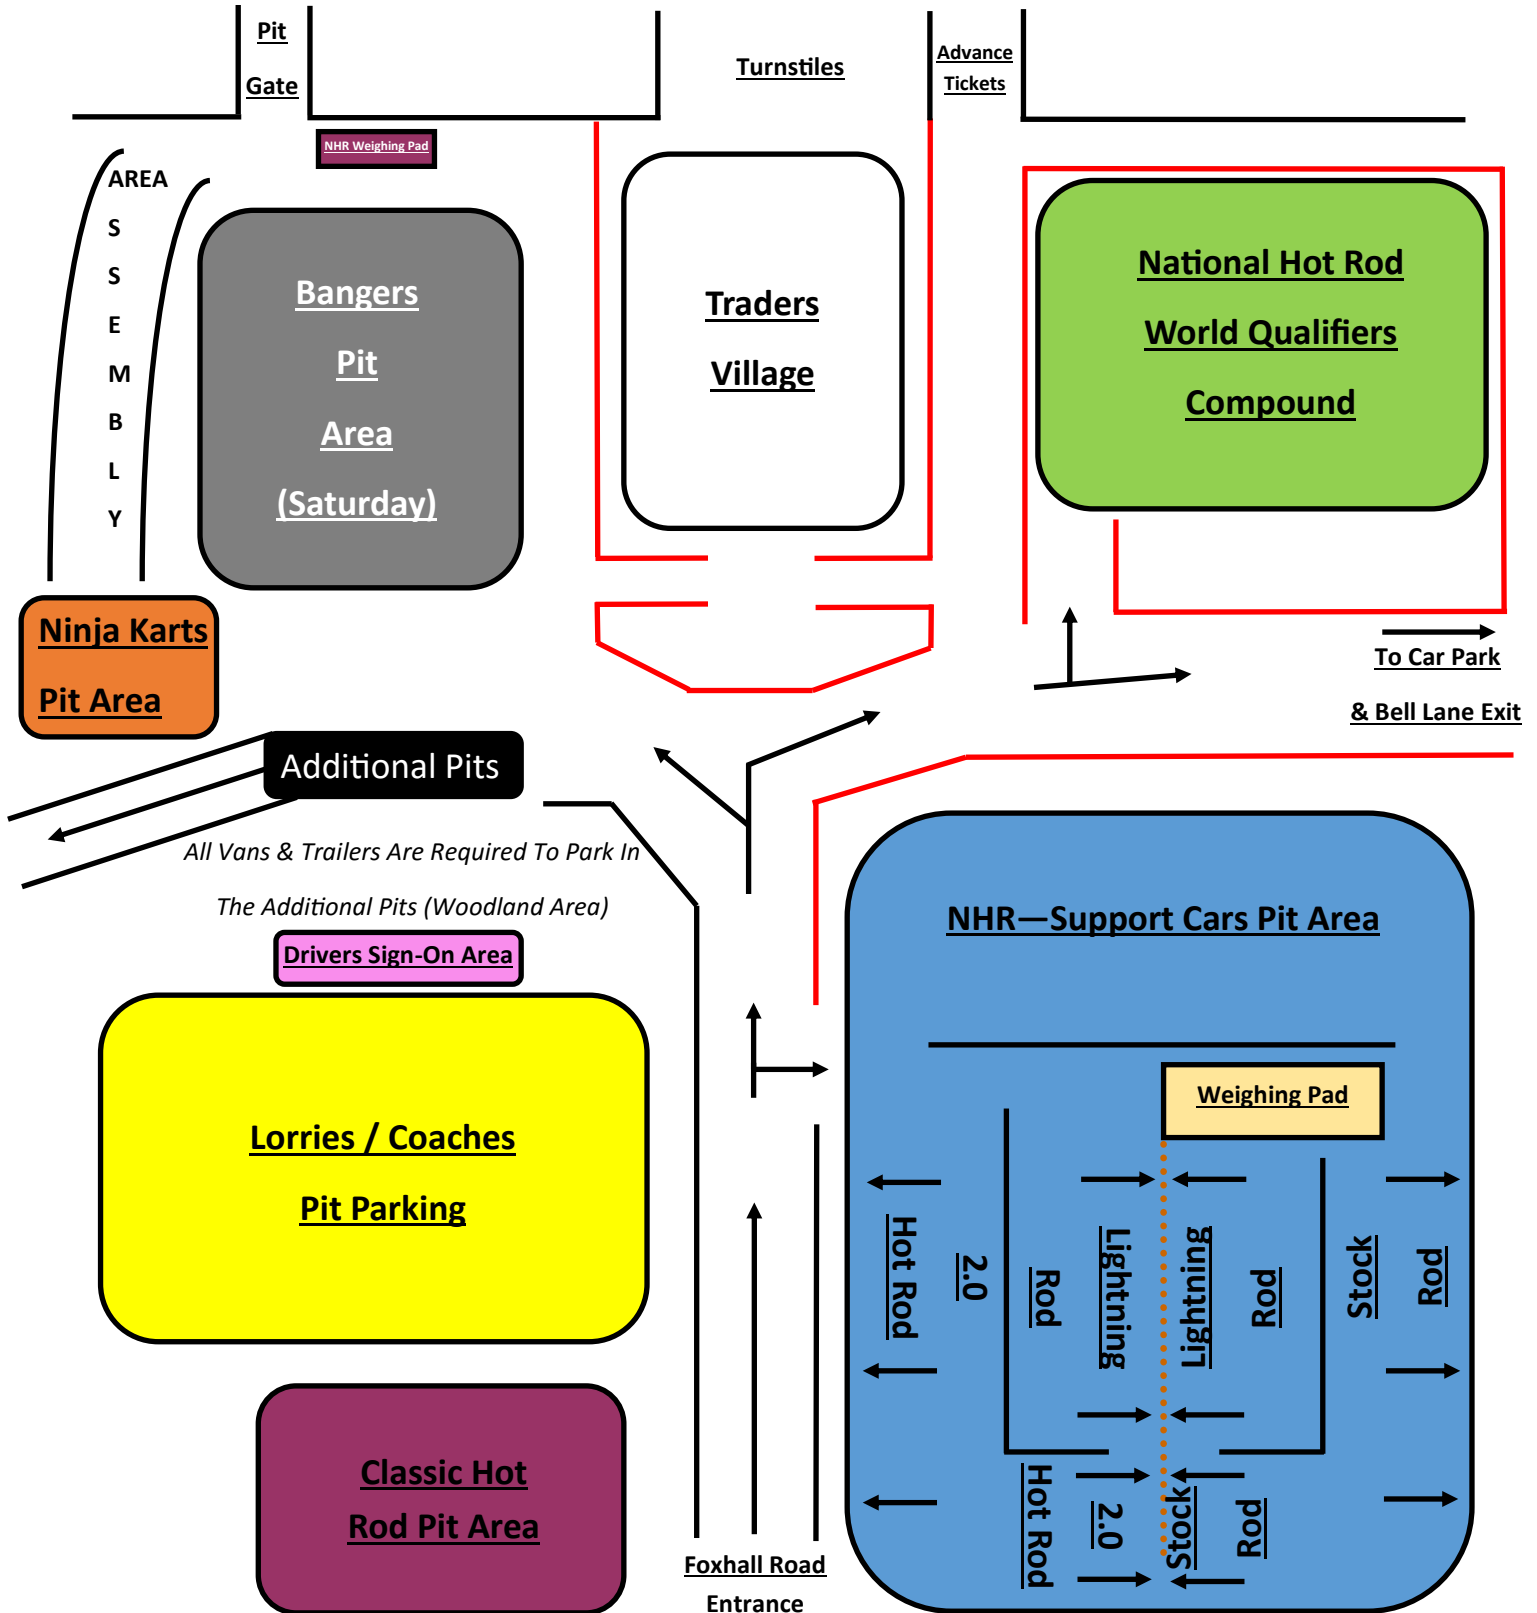 Pit
Gate
Turnstiles
Advance
Tickets
NHR Weighing Pad
AREA
S
S
E
M
B
L
Y
Bangers
Pit
Area
(Saturday)
Traders
Village
National Hot Rod
World Qualifiers
Compound
Ninja Karts
Pit Area
To Car Park
& Bell Lane Exit
Additional Pits
All Vans & Trailers Are Required To Park In
The Additional Pits (Woodland Area)
Drivers Sign-On Area
NHR—Support Cars Pit Area
Weighing Pad
Lorries / Coaches
Pit Parking
2.0
Hot Rod
Lightning
Rod
Rod
Lightning
Rod
Stock
2.0
Hot Rod
Rod
Stock
Classic Hot
Rod Pit Area
Foxhall Road
Entrance